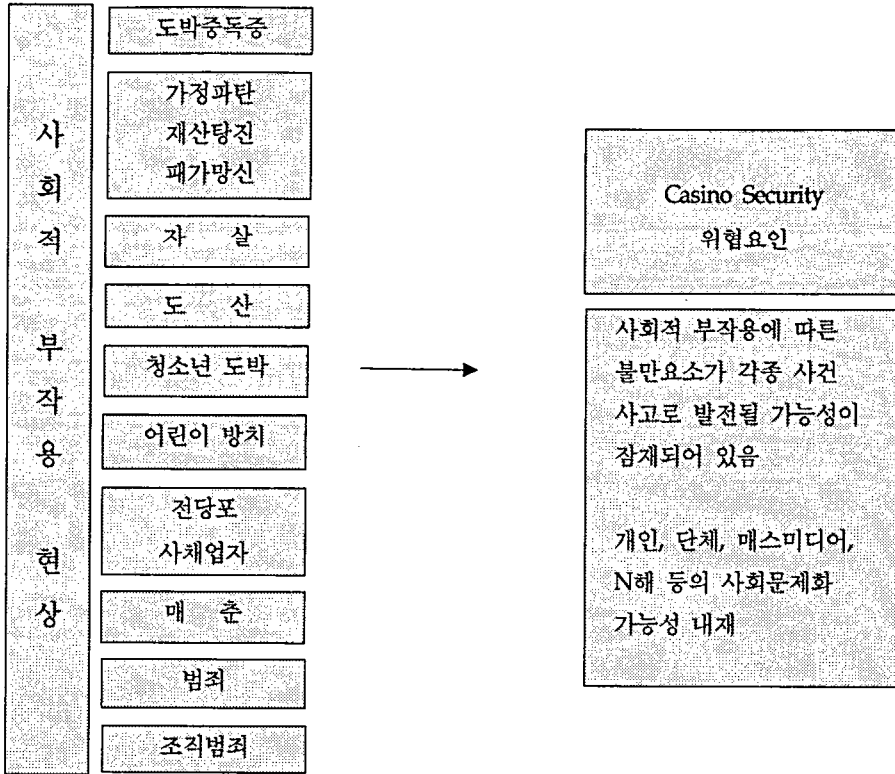 사회적 부작용 현상
도박중독증
가정파탄
재산탕진
패가망신
자 살
도 산
청소년 도박
어린이 방치
전당포
사채업자
매 춘
범죄
조직범죄
Casino Security
위협요인
사회적 부작용에 따른
불만요소가 각종 사건
사고로 발전될 가능성이
잠재되어 있음
개인, 단체, 매스미디어,
N해 등의 사회문제화
가능성 내재